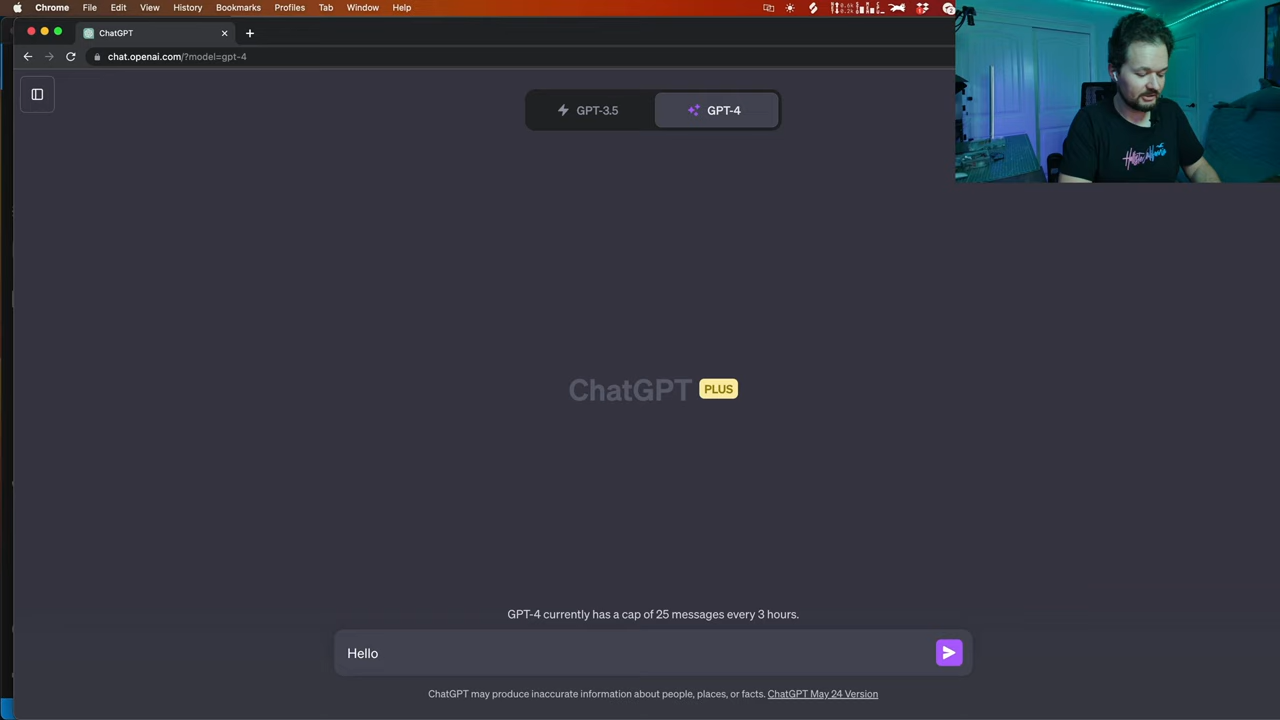 Chrome File Edit View History Bookmarks Profiles Tab Window Help
ChatGPT
chat.openai.com/?model=gpt-4
GPT-3.5
GPT-4
ChatGPT PLUS
GPT-4 currently has a cap of 25 messages every 3 hours.
Hello
ChatGPT may produce inaccurate information about people, places, or facts. ChatGPT May 24 Version